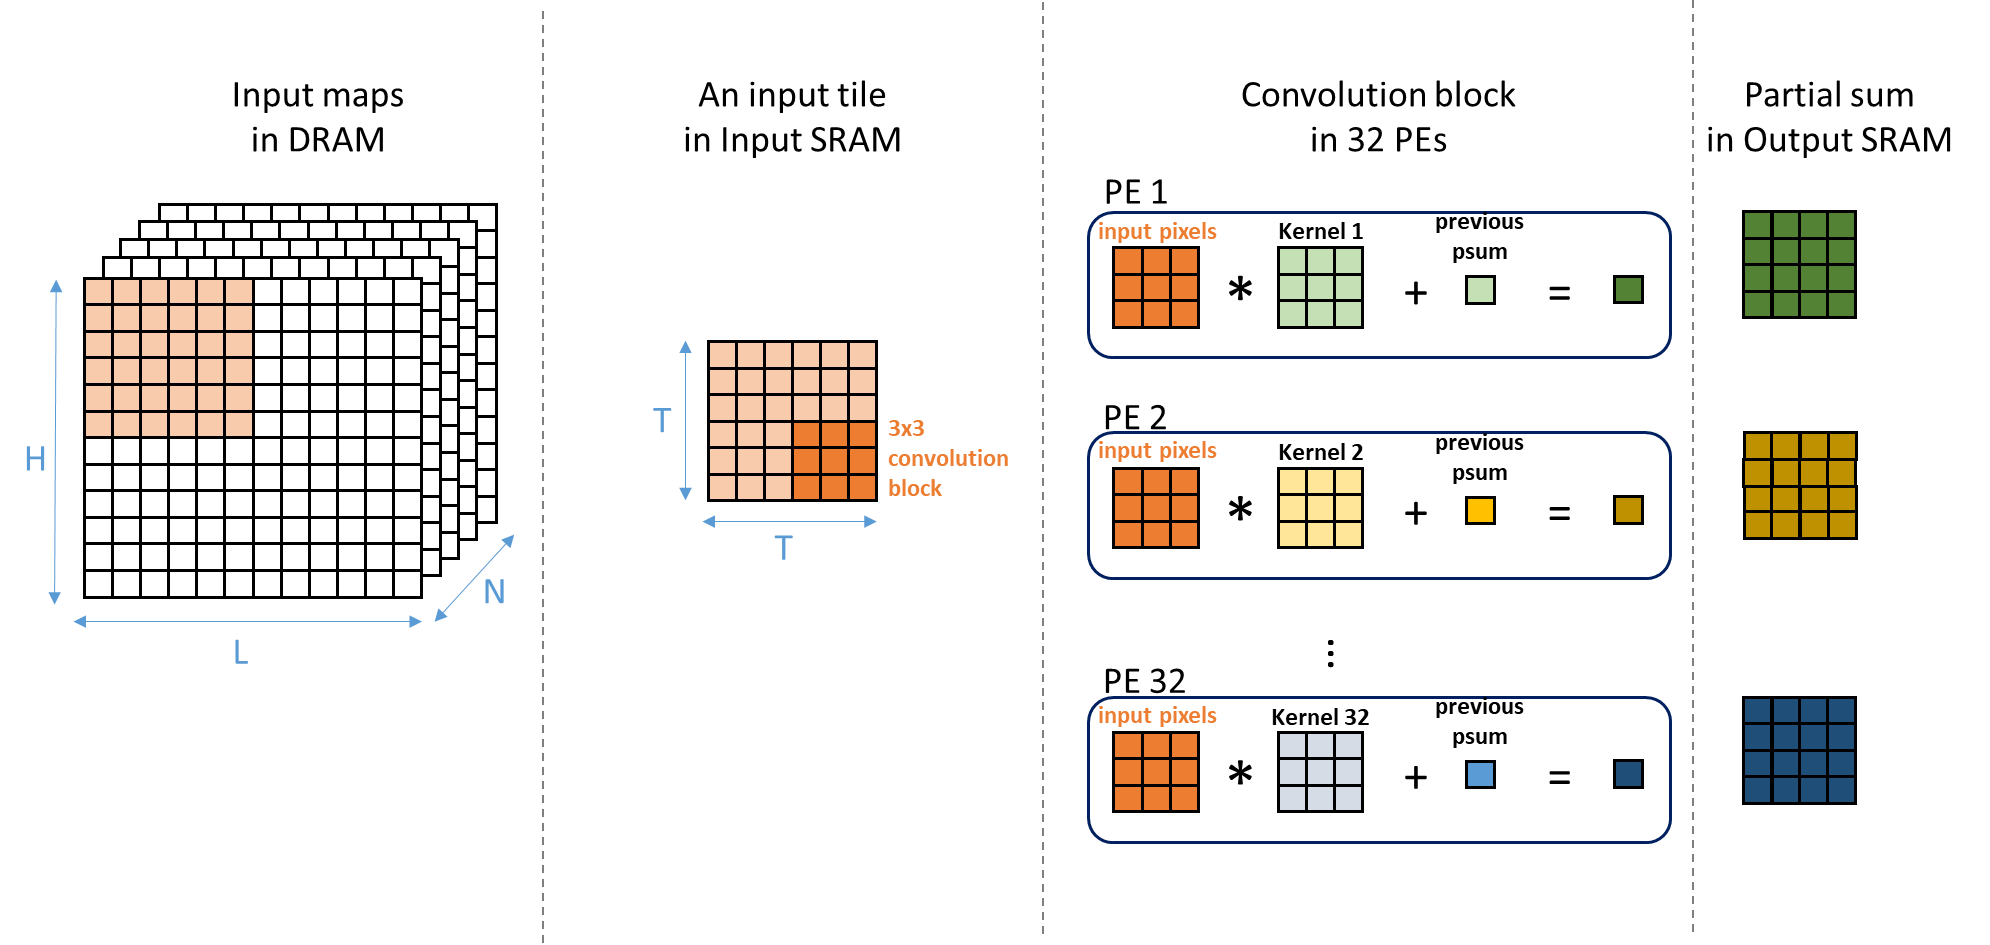 Input maps
in DRAM
H
L
N
An input tile
in Input SRAM
T
T
3x3
convolution
block
Convolution block
in 32 PEs
PE 1
input pixels
Kernel 1
previous
psum
* + =
PE 2
input pixels
Kernel 2
previous
psum
* + =
⋮
PE 32
input pixels
Kernel 32
previous
psum
* + =
Partial sum
in Output SRAM